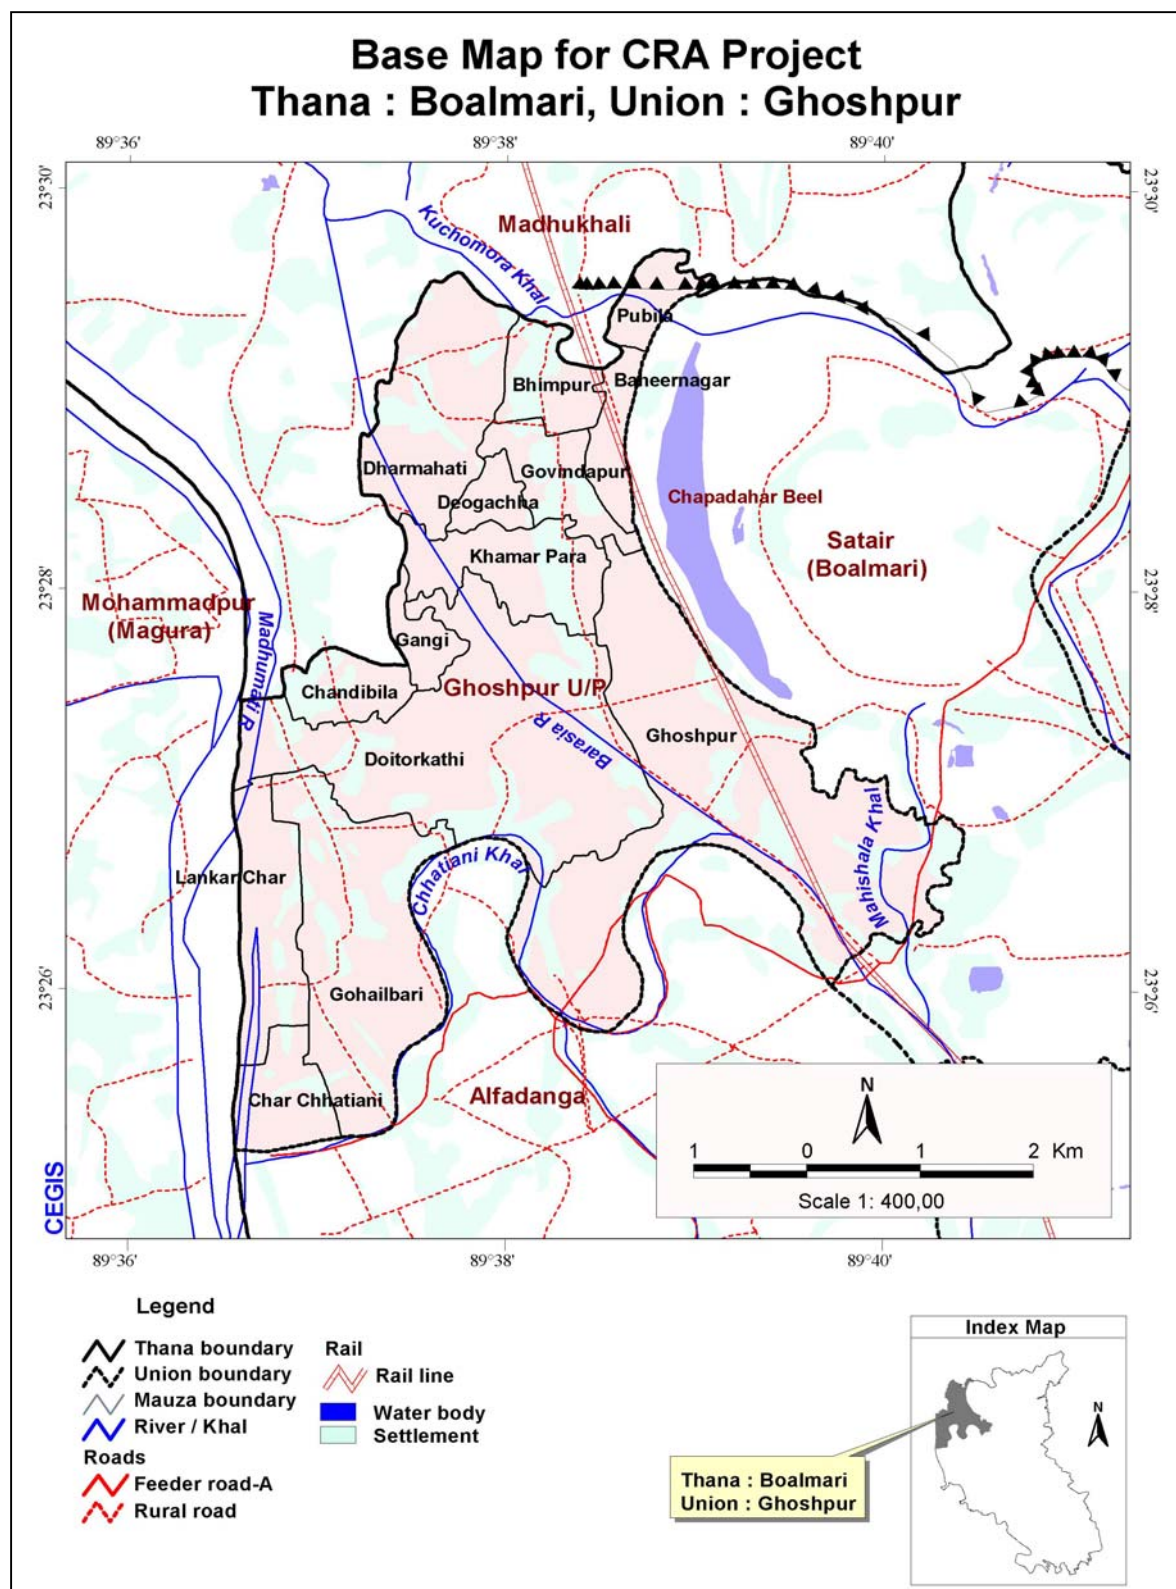 Base Map for CRA Project
Thana : Boalmari, Union : Ghoshpur
89°36'
89°38'
89°40'
23°30'
23°30'
Kuchomora Khal
Madhukhali
Pubila
Bhimpur
Baheernagar
Dharmahati
Govindapur
Deogachha
Chapadahar Beel
Khamar Para
Satair
(Boalmari)
23°28'
23°28'
Mohammadpur
(Magura)
Madhumati R
Gangi
Chandibila
Ghoshpur U/P
Barasia R
Ghoshpur
Doitorkathi
Mahishala Khal
Chhatiani Khal
Lankar Char
23°26'
23°26'
Gohailbari
Char Chhatiani
Alfadanga
N
1 0 1 2 Km
Scale 1: 400,00
CEGIS
89°36'
89°38'
89°40'
Legend
Thana boundary
Union boundary
Mauza boundary
River / Khal
Roads
Feeder road-A
Rural road
Rail
Rail line
Water body
Settlement
Index Map
N
Thana : Boalmari
Union : Ghoshpur